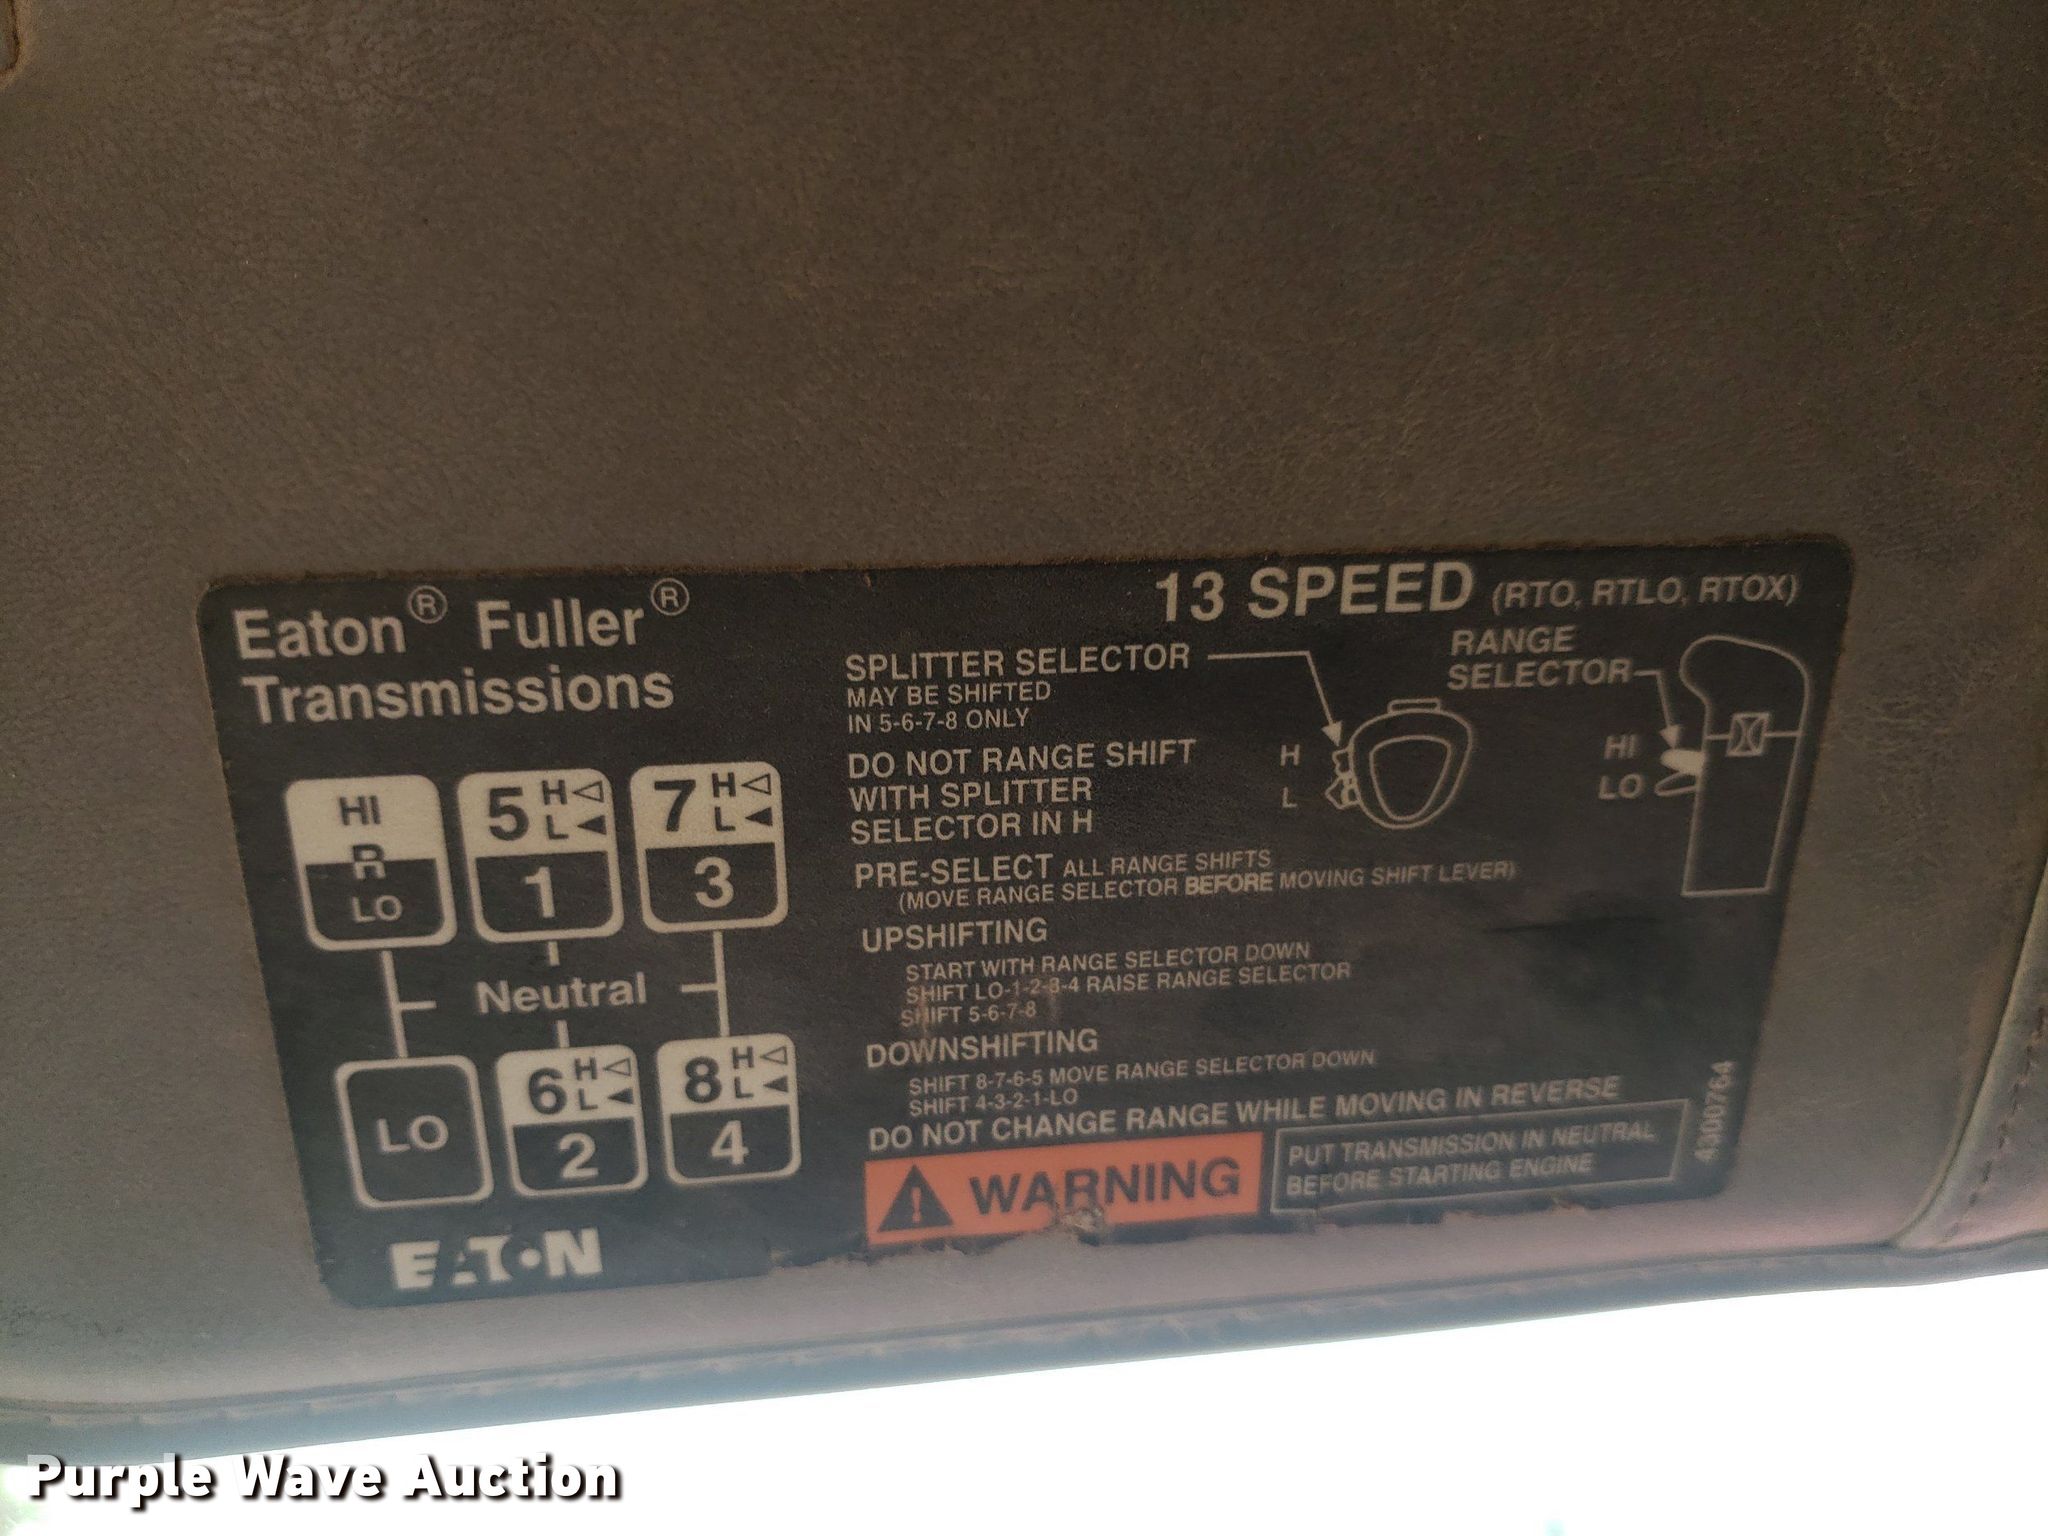 Eaton® Fuller®
Transmissions
13 SPEED (RTO, RTLO, RTOX)
SPLITTER SELECTOR
MAY BE SHIFTED
IN 5-6-7-8 ONLY
RANGE
SELECTOR
H
L
HI
LO
DO NOT RANGE SHIFT
WITH SPLITTER
SELECTOR IN H
PRE-SELECT ALL RANGE SHIFTS
(MOVE RANGE SELECTOR BEFORE MOVING SHIFT LEVER)
UPSHIFTING
START WITH RANGE SELECTOR DOWN
SHIFT LO-1-2-3-4 RAISE RANGE SELECTOR
SHIFT 5-6-7-8
DOWNSHIFTING
SHIFT 8-7-6-5 MOVE RANGE SELECTOR DOWN
SHIFT 4-3-2-1-LO
DO NOT CHANGE RANGE WHILE MOVING IN REVERSE
WARNING
PUT TRANSMISSION IN NEUTRAL
BEFORE STARTING ENGINE
4300764
HI
R
LO
5 H
L
1
7 H
L
3
Neutral
LO
6 H
L
2
8 H
L
4
EATON
Purple Wave Auction